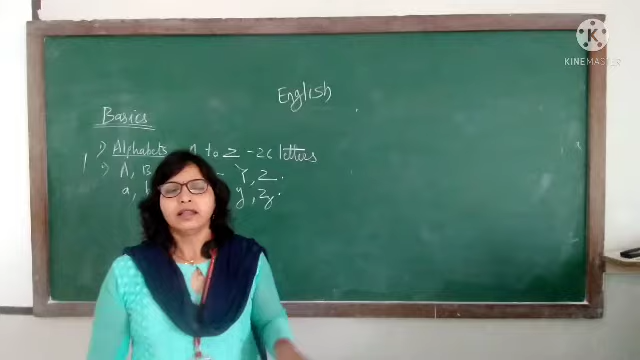 English
Basics
1) Alphabets A to Z - 26 letters
A, B Y, Z.
a, y, z.
KINEMASTER